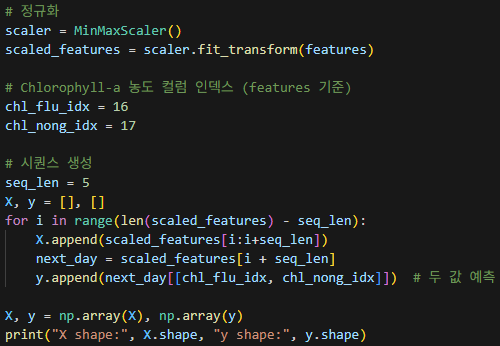 # 정규화
scaler = MinMaxScaler()
scaled_features = scaler.fit_transform(features)

# Chlorophyll-a 농도 컬럼 인덱스 (features 기준)
chl_flu_idx = 16
chl_nong_idx = 17

# 시퀀스 생성
seq_len = 5
X, y = [], []
for i in range(len(scaled_features) - seq_len):
    X.append(scaled_features[i:i+seq_len])
    next_day = scaled_features[i + seq_len]
    y.append(next_day[[chl_flu_idx, chl_nong_idx]])  # 두 값 예측

X, y = np.array(X), np.array(y)
print("X shape:", X.shape, "y shape:", y.shape)